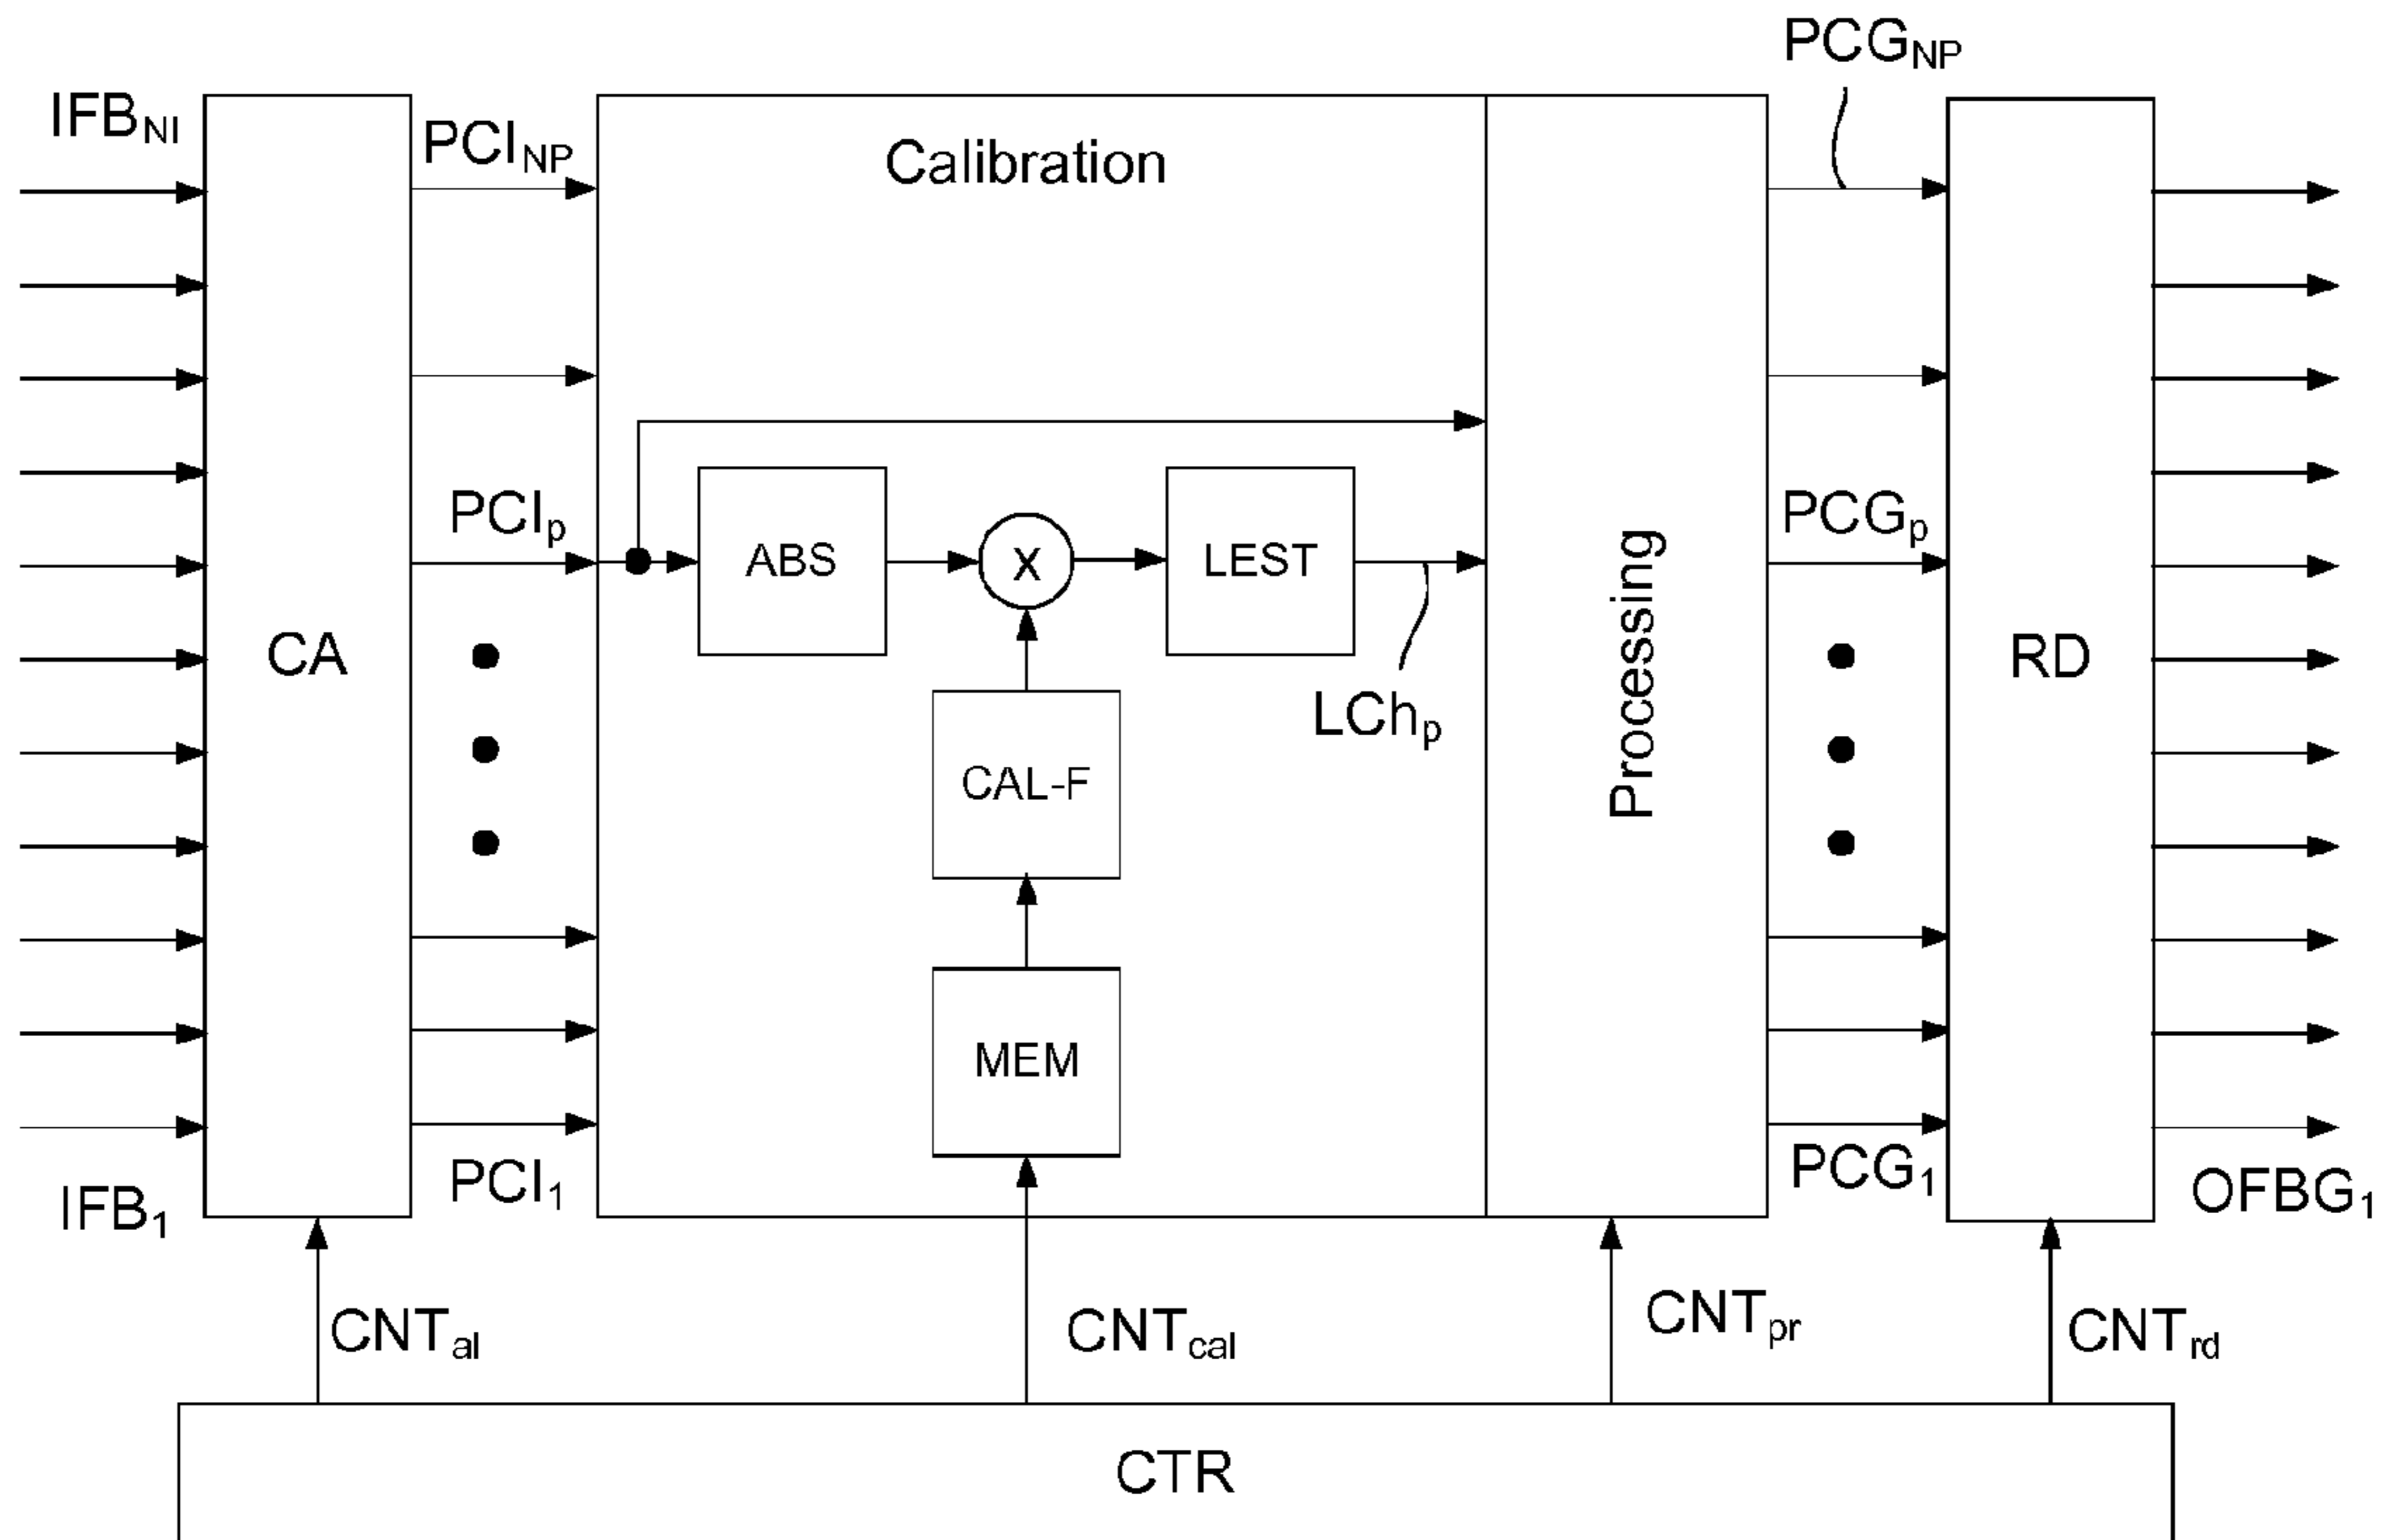 PCG_NP
IFB_NI
PCI_NP
Calibration
PCI_p
ABS
x
LEST
PCG_p
Processing
CA
RD
LCh_p
CAL-F
MEM
PCI_1
PCG_1
IFB_1
OFBG_1
CNT_al
CNT_cal
CNT_pr
CNT_rd
CTR